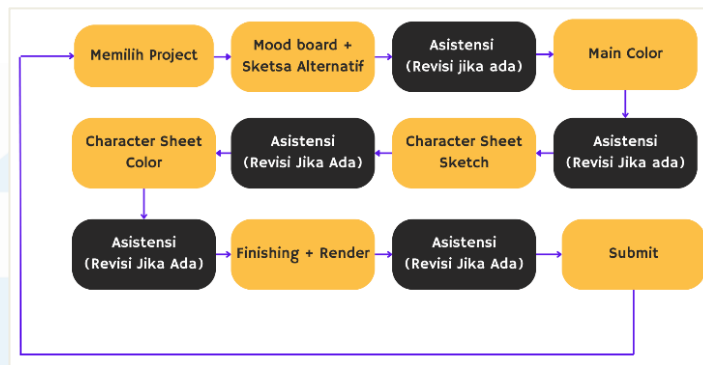 Memilih Project
Mood board +
Sketsa Alternatif
Asistensi
(Revisi jika ada)
Main Color
Asistensi
(Revisi Jika ada)
Character Sheet
Sketch
Asistensi
(Revisi Jika Ada)
Character Sheet
Color
Asistensi
(Revisi Jika Ada)
Finishing + Render
Asistensi
(Revisi Jika Ada)
Submit